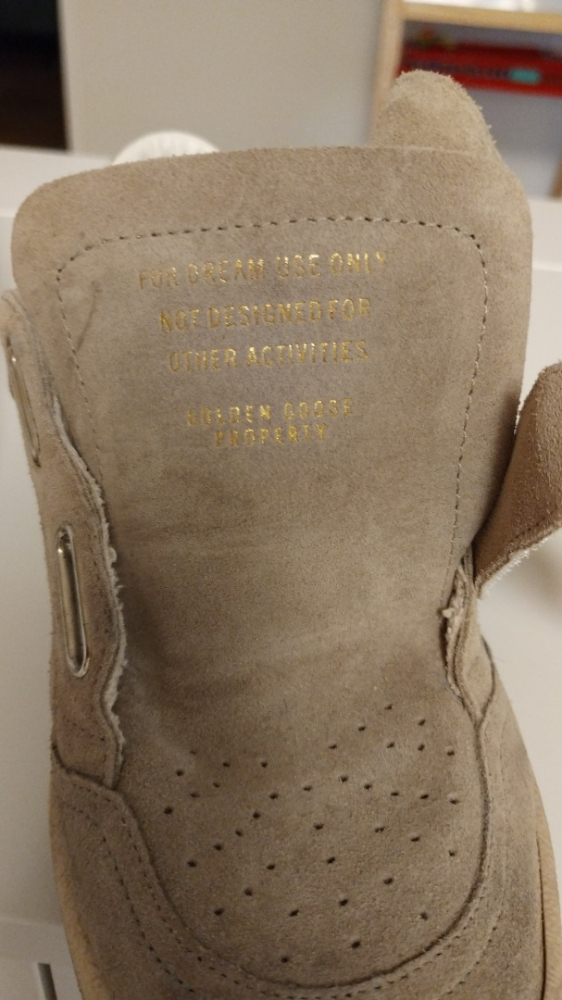 FOR DREAM USE ONLY
NOT DESIGNED FOR
OTHER ACTIVITIES
GOLDEN GOOSE
PROPERTY